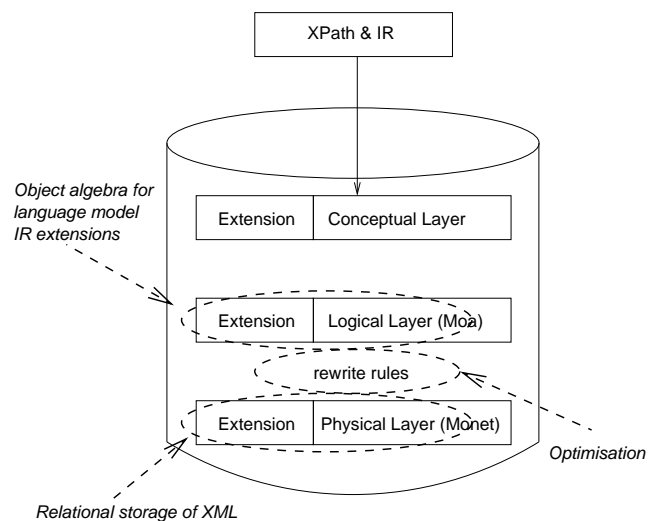 XPath & IR
Object algebra for
language model
IR extensions
Extension Conceptual Layer
Extension Logical Layer (Moa)
rewrite rules
Extension Physical Layer (Monet)
Optimisation
Relational storage of XML